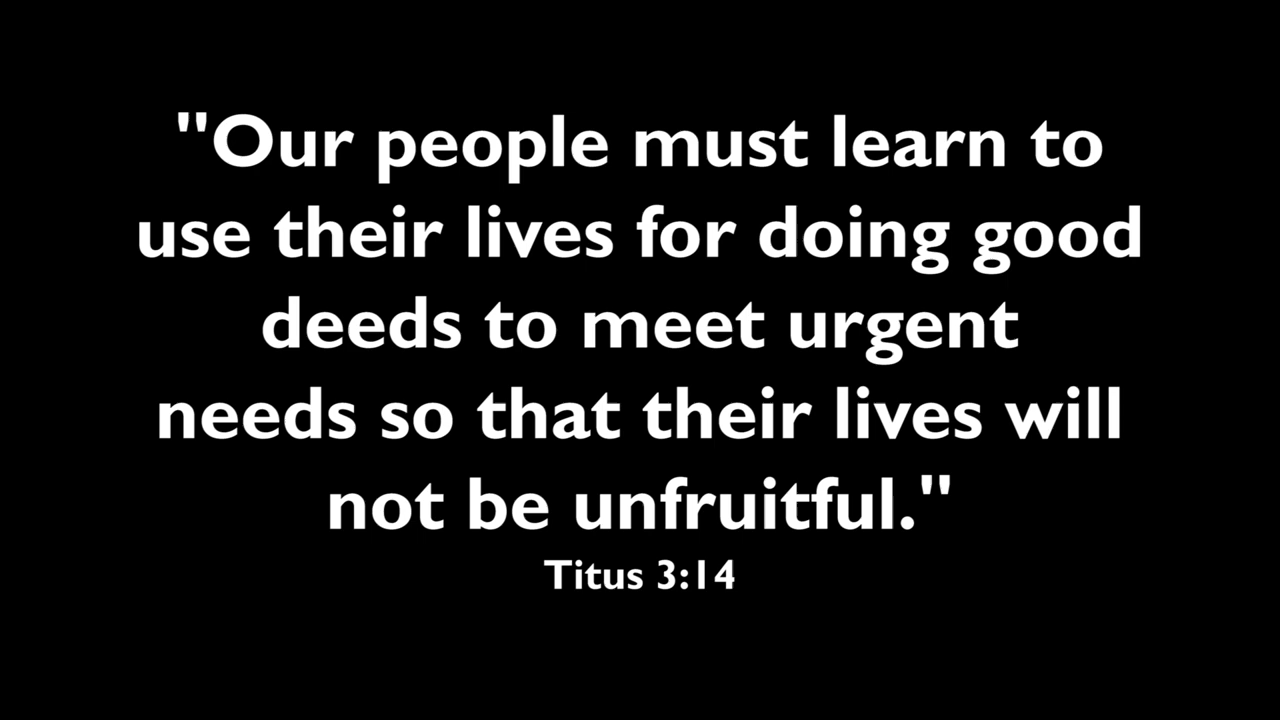 "Our people must learn to
use their lives for doing good
deeds to meet urgent
needs so that their lives will
not be unfruitful."
Titus 3:14